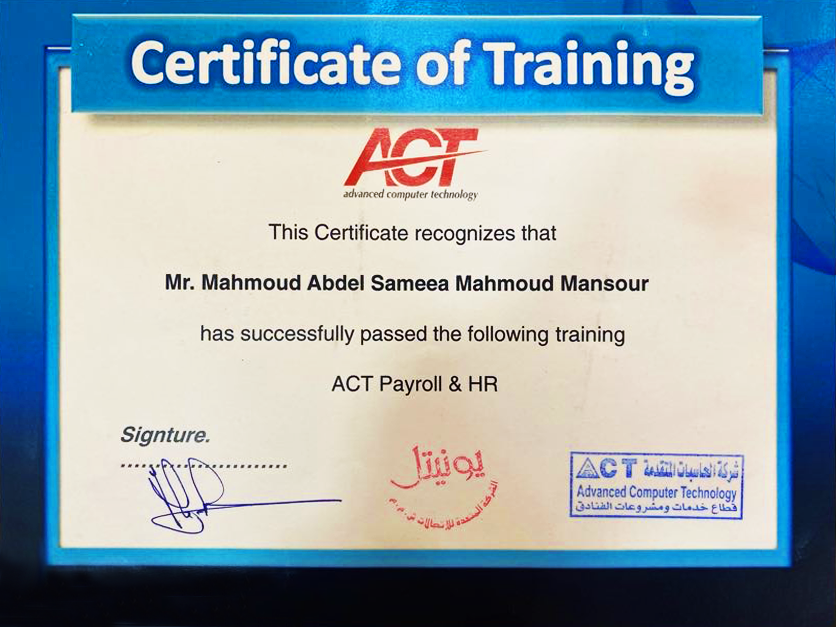 Certificate of Training
ACT
advanced computer technology
This Certificate recognizes that
Mr. Mahmoud Abdel Sameea Mahmoud Mansour
has successfully passed the following training
ACT Payroll & HR
Signture.
........................
يونيتل
الشركة المتحدة للإتصالات ش.م.م
ACT شركة الحاسبات المتقدمة
Advanced Computer Technology
قطاع خدمات ومشروعات الفنادق